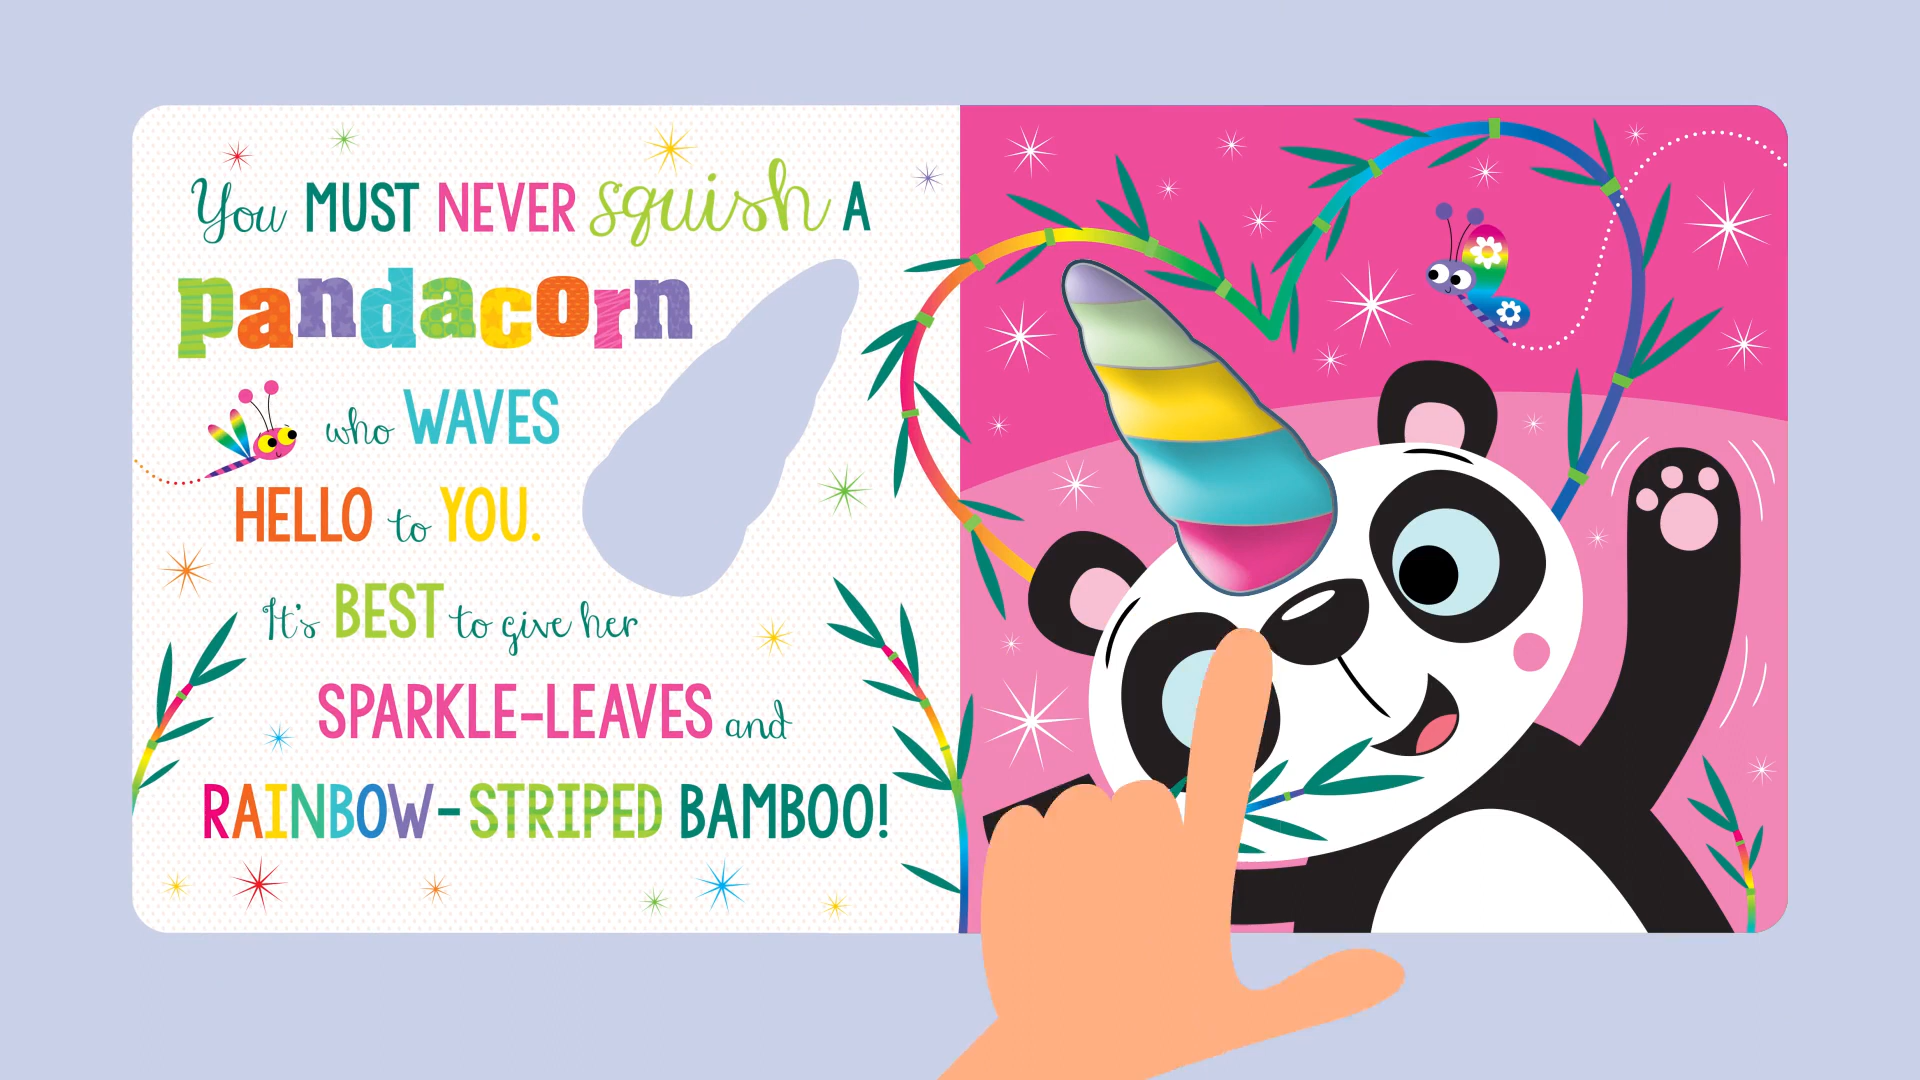 You MUST NEVER squish A
pandacorn
who WAVES
HELLO to YOU.
It's BEST to give her
SPARKLE-LEAVES and
RAINBOW-STRIPED BAMBOO!